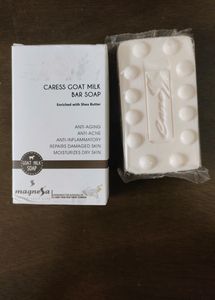 CARESS GOAT MILK
BAR SOAP
Enriched with Shea Butter
ANTI-AGING
ANTI-ACNE
ANTI-INFLAMMATORY
REPAIRS DAMAGED SKIN
MOISTURIZES DRY SKIN
GOAT MILK
SOAP
magnessa